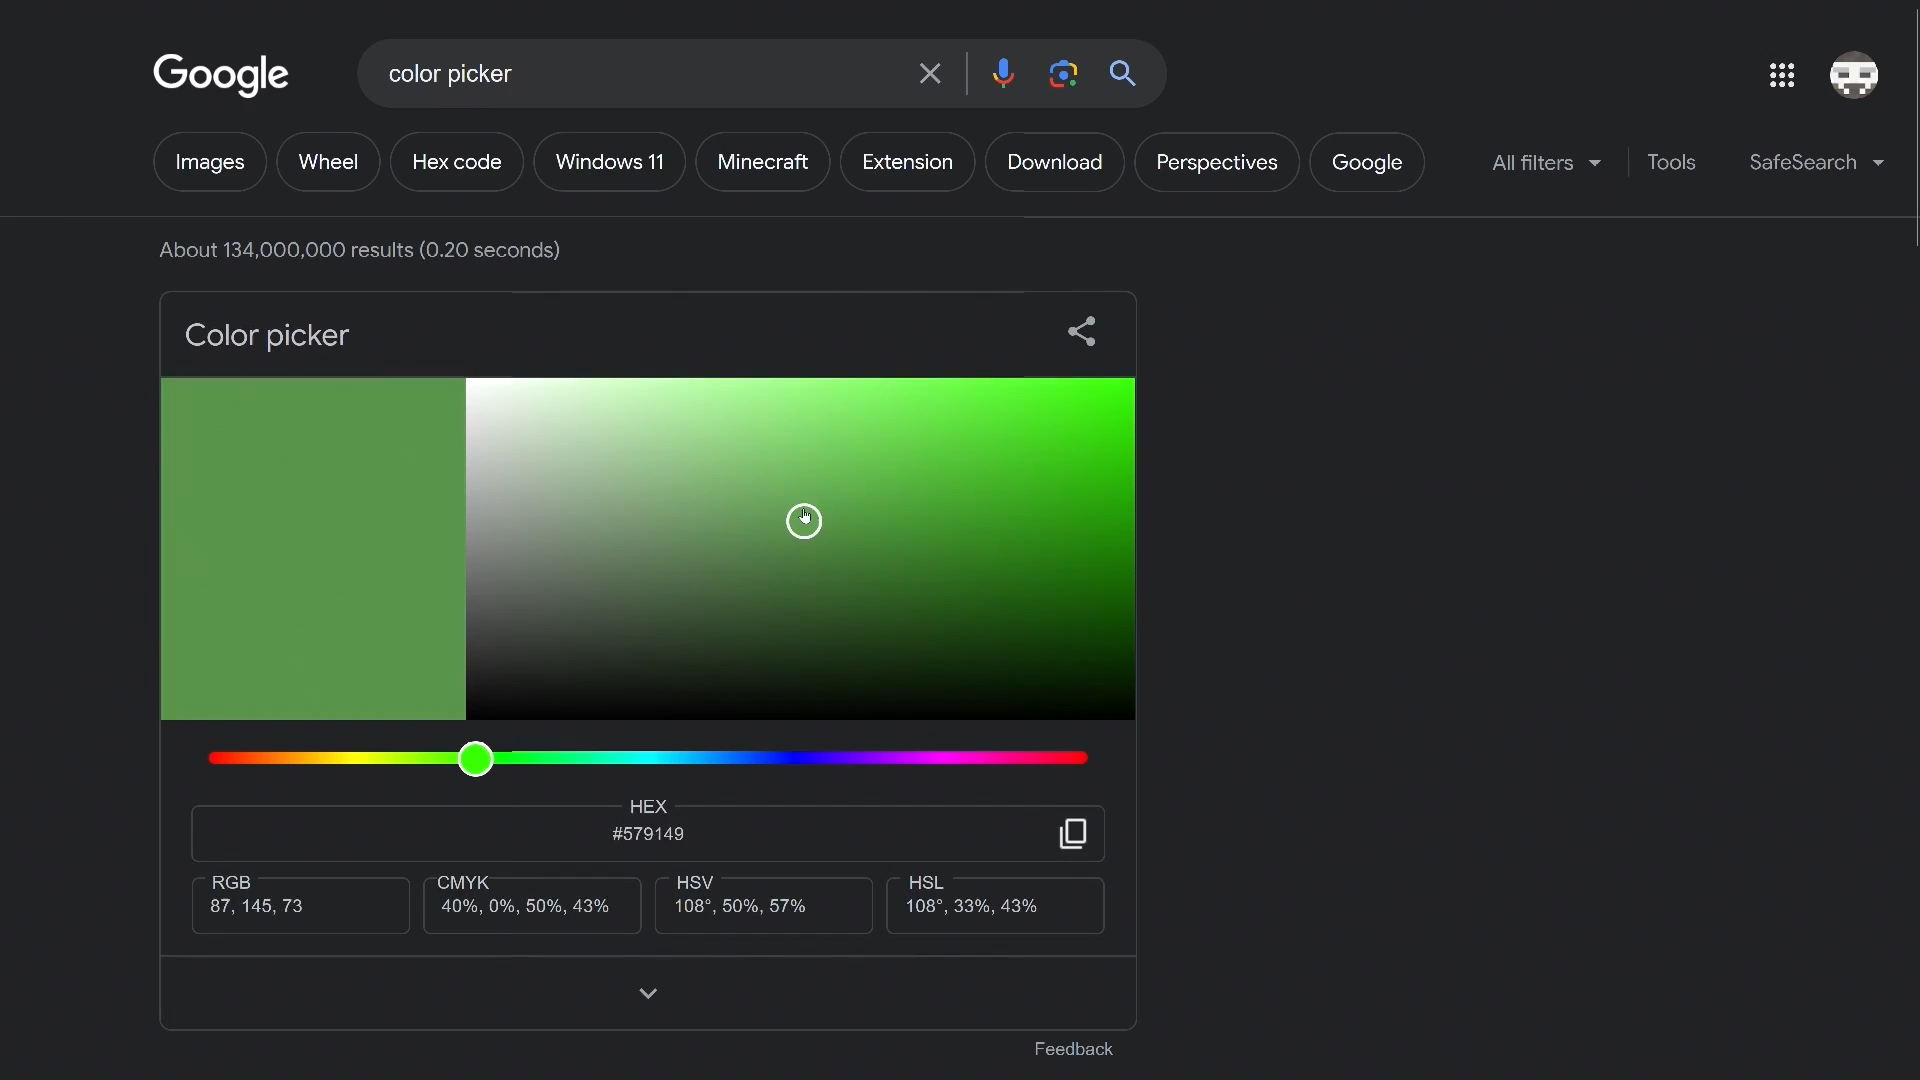 Google
color picker
Images
Wheel
Hex code
Windows 11
Minecraft
Extension
Download
Perspectives
Google
All filters
Tools
SafeSearch
About 134,000,000 results (0.20 seconds)
Color picker
HEX
#579149
RGB
87, 145, 73
CMYK
40%, 0%, 50%, 43%
HSV
108°, 50%, 57%
HSL
108°, 33%, 43%
Feedback